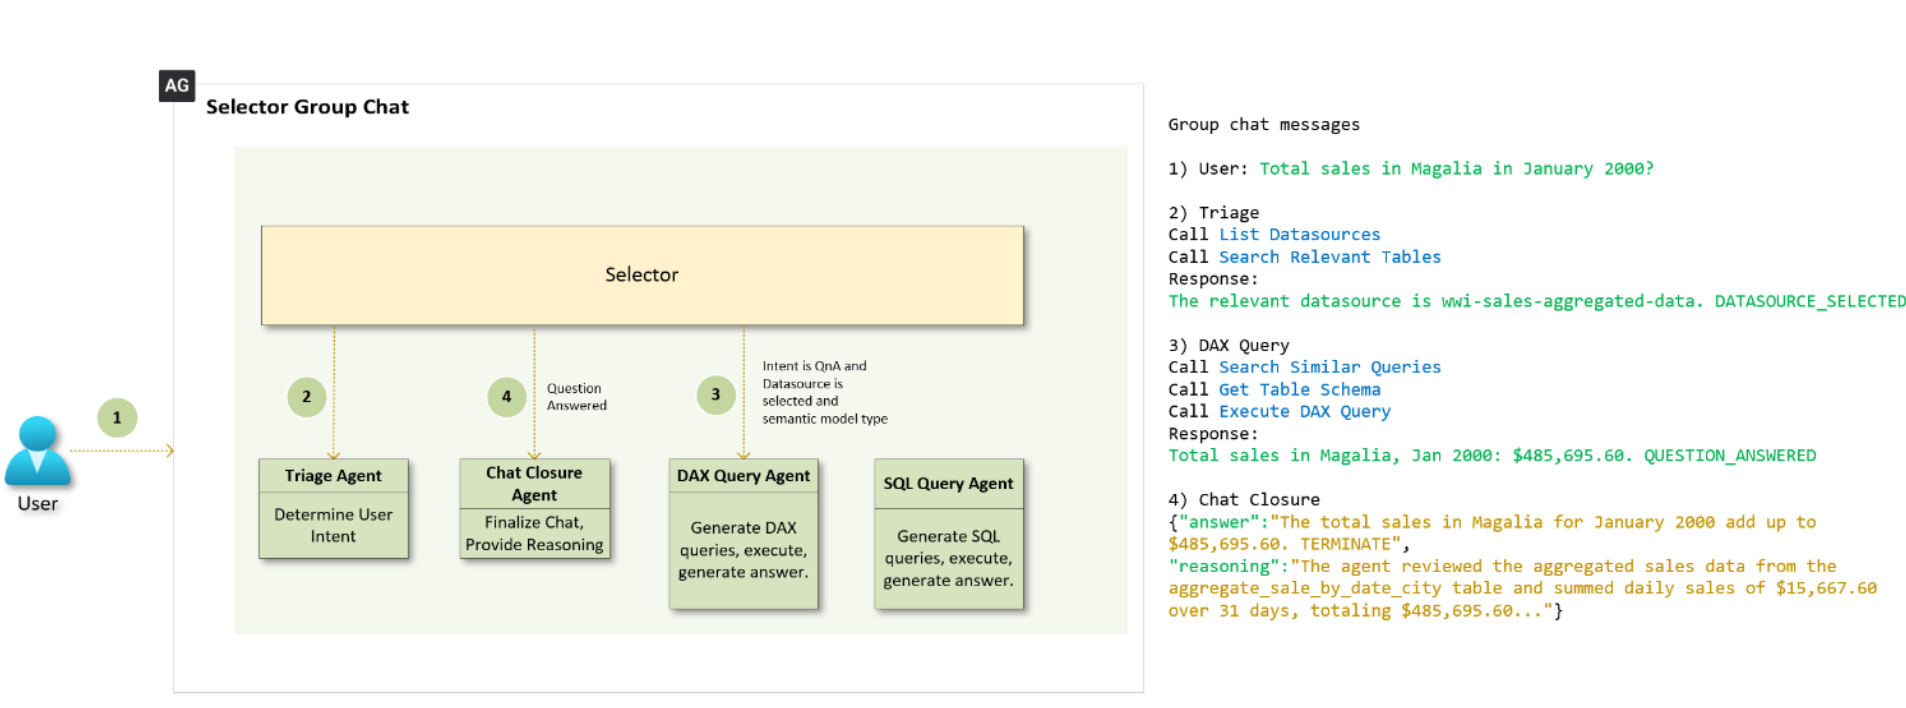 AG
Selector Group Chat
Selector
1
User
2
4
Question
Answered
3
Intent is QnA and
Datasource is
selected and
semantic model type
Triage Agent
Determine User
Intent
Chat Closure
Agent
Finalize Chat,
Provide Reasoning
DAX Query Agent
Generate DAX
queries, execute,
generate answer.
SQL Query Agent
Generate SQL
queries, execute,
generate answer.
Group chat messages
1) User: Total sales in Magalia in January 2000?
2) Triage
Call List Datasources
Call Search Relevant Tables
Response:
The relevant datasource is wwi-sales-aggregated-data. DATASOURCE_SELECTED
3) DAX Query
Call Search Similar Queries
Call Get Table Schema
Call Execute DAX Query
Response:
Total sales in Magalia, Jan 2000: $485,695.60. QUESTION_ANSWERED
4) Chat Closure
{"answer":"The total sales in Magalia for January 2000 add up to
$485,695.60. TERMINATE",
"reasoning":"The agent reviewed the aggregated sales data from the
aggregate_sale_by_date_city table and summed daily sales of $15,667.60
over 31 days, totaling $485,695.60..."}